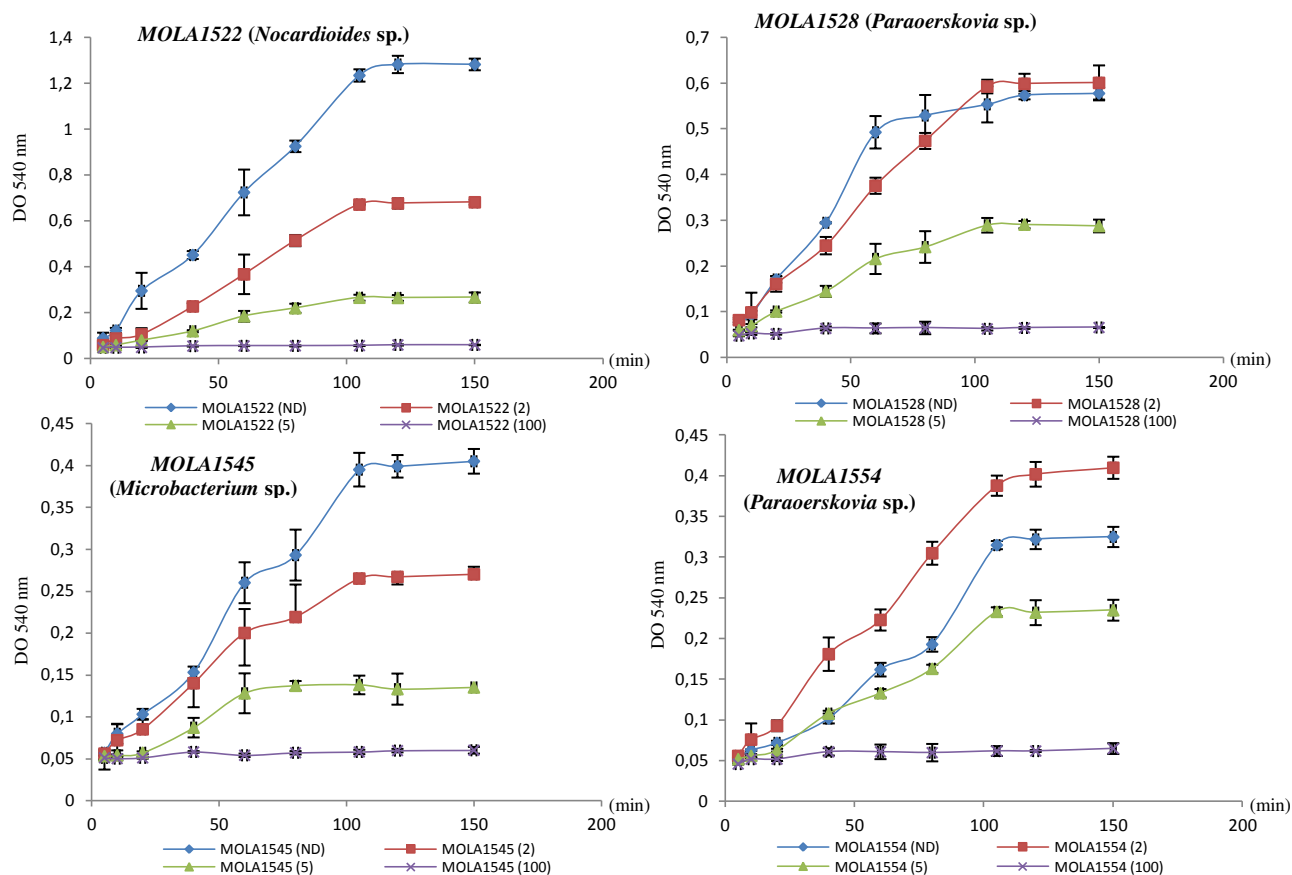 MOLA1522 (Nocardioides sp.)
DO 540 nm
1,4
1,2
1
0,8
0,6
0,4
0,2
0
0 50 100 150 200
(min)
MOLA1522 (ND) MOLA1522 (2)
MOLA1522 (5) MOLA1522 (100)
MOLA1528 (Paraoerskovia sp.)
DO 540 nm
0,7
0,6
0,5
0,4
0,3
0,2
0,1
0
0 50 100 150 200
(min)
MOLA1528 (ND) MOLA1528 (2)
MOLA1528 (5) MOLA1528 (100)
MOLA1545
(Microbacterium sp.)
DO 540 nm
0,45
0,4
0,35
0,3
0,25
0,2
0,15
0,1
0,05
0
0 50 100 150 200
(min)
MOLA1545 (ND) MOLA1545 (2)
MOLA1545 (5) MOLA1545 (100)
MOLA1554
(Paraoerskovia sp.)
DO 540 nm
0,45
0,4
0,35
0,3
0,25
0,2
0,15
0,1
0,05
0
0 50 100 150 200
(min)
MOLA1554 (ND) MOLA1554 (2)
MOLA1554 (5) MOLA1554 (100)